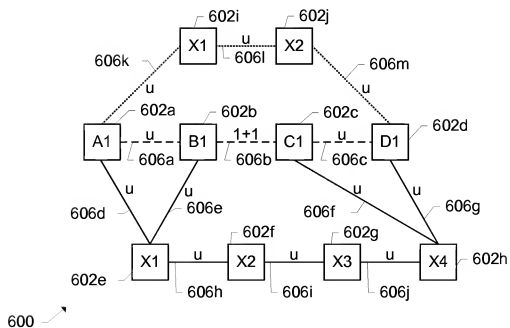 602i 602j
X1 u X2
606k 606l 606m
u u
602a 602b 602c
A1 u B1 1+1 C1 u D1 602d
606a 606b 606c
u u u u
606d 606e 606f 606g
602f 602g
X1 u X2 u X3 u X4
602e 602h
606h 606i 606j
600